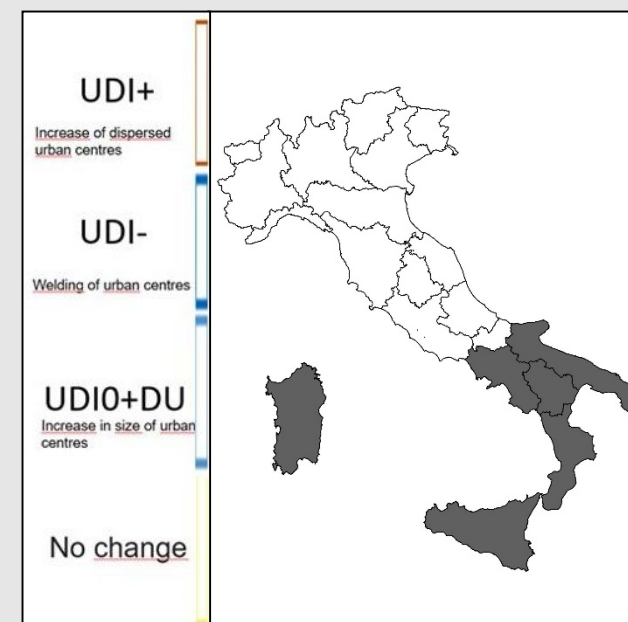 UDI+
Increase of dispersed
urban centres
UDI-
Welding of urban centres
UDI0+DU
Increase in size of urban
centres
No change